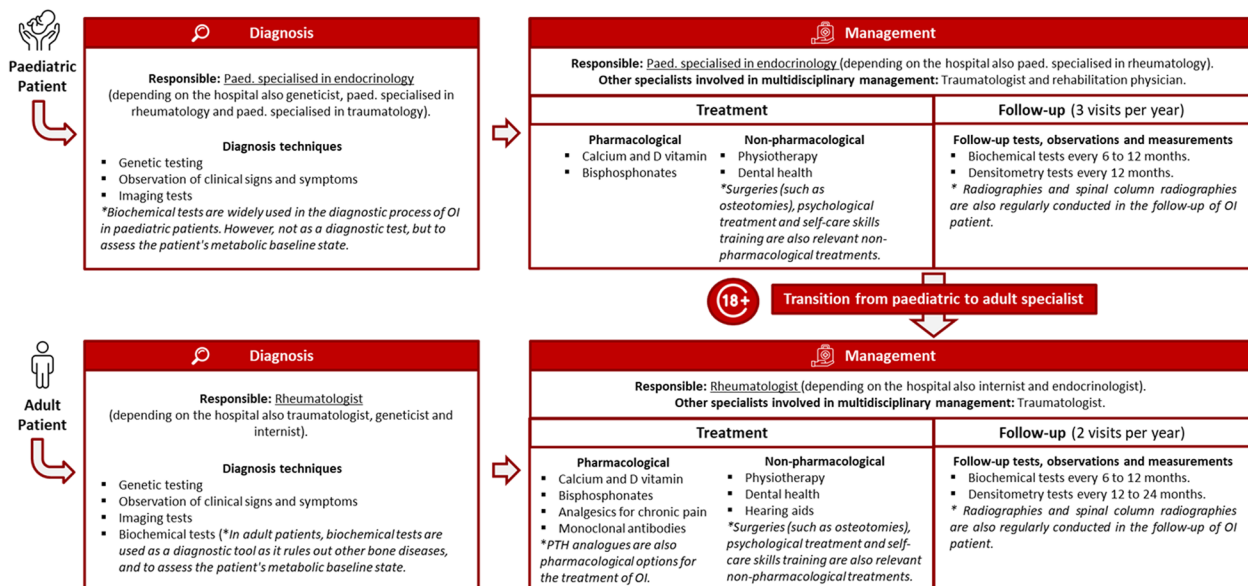 Paediatric
Patient
Diagnosis
Responsible: Paed. specialised in endocrinology
(depending on the hospital also geneticist, paed. specialised in
rheumatology and paed. specialised in traumatology).
Diagnosis techniques
▪ Genetic testing
▪ Observation of clinical signs and symptoms
▪ Imaging tests
*Biochemical tests are widely used in the diagnostic process of OI
in paediatric patients. However, not as a diagnostic test, but to
assess the patient's metabolic baseline state.
Management
Responsible: Paed. specialised in endocrinology (depending on the hospital also paed. specialised in rheumatology).
Other specialists involved in multidisciplinary management: Traumatologist and rehabilitation physician.
Treatment
Pharmacological
▪ Calcium and D vitamin
▪ Bisphosphonates
Non-pharmacological
▪ Physiotherapy
▪ Dental health
*Surgeries (such as
osteotomies), psychological
treatment and self-care skills
training are also relevant non-
pharmacological treatments.
Follow-up (3 visits per year)
Follow-up tests, observations and measurements
▪ Biochemical tests every 6 to 12 months.
▪ Densitometry tests every 12 months.
* Radiographies and spinal column radiographies
are also regularly conducted in the follow-up of OI
patient.
18+
Transition from paediatric to adult specialist
Adult
Patient
Diagnosis
Responsible: Rheumatologist
(depending on the hospital also traumatologist, geneticist and
internist).
Diagnosis techniques
▪ Genetic testing
▪ Observation of clinical signs and symptoms
▪ Imaging tests
▪ Biochemical tests (*In adult patients, biochemical tests are
used as a diagnostic tool as it rules out other bone diseases,
and to assess the patient's metabolic baseline state.
Management
Responsible: Rheumatologist (depending on the hospital also internist and endocrinologist).
Other specialists involved in multidisciplinary management: Traumatologist.
Treatment
Pharmacological
▪ Calcium and D vitamin
▪ Bisphosphonates
▪ Analgesics for chronic pain
▪ Monoclonal antibodies
*PTH analogues are also
pharmacological options for
the treatment of OI.
Non-pharmacological
▪ Physiotherapy
▪ Dental health
▪ Hearing aids
*Surgeries (such as osteotomies),
psychological treatment and self-
care skills training are also relevant
non-pharmacological treatments.
Follow-up (2 visits per year)
Follow-up tests, observations and measurements
▪ Biochemical tests every 6 to 12 months.
▪ Densitometry tests every 12 to 24 months.
* Radiographies and spinal column radiographies
are also regularly conducted in the follow-up of OI
patient.